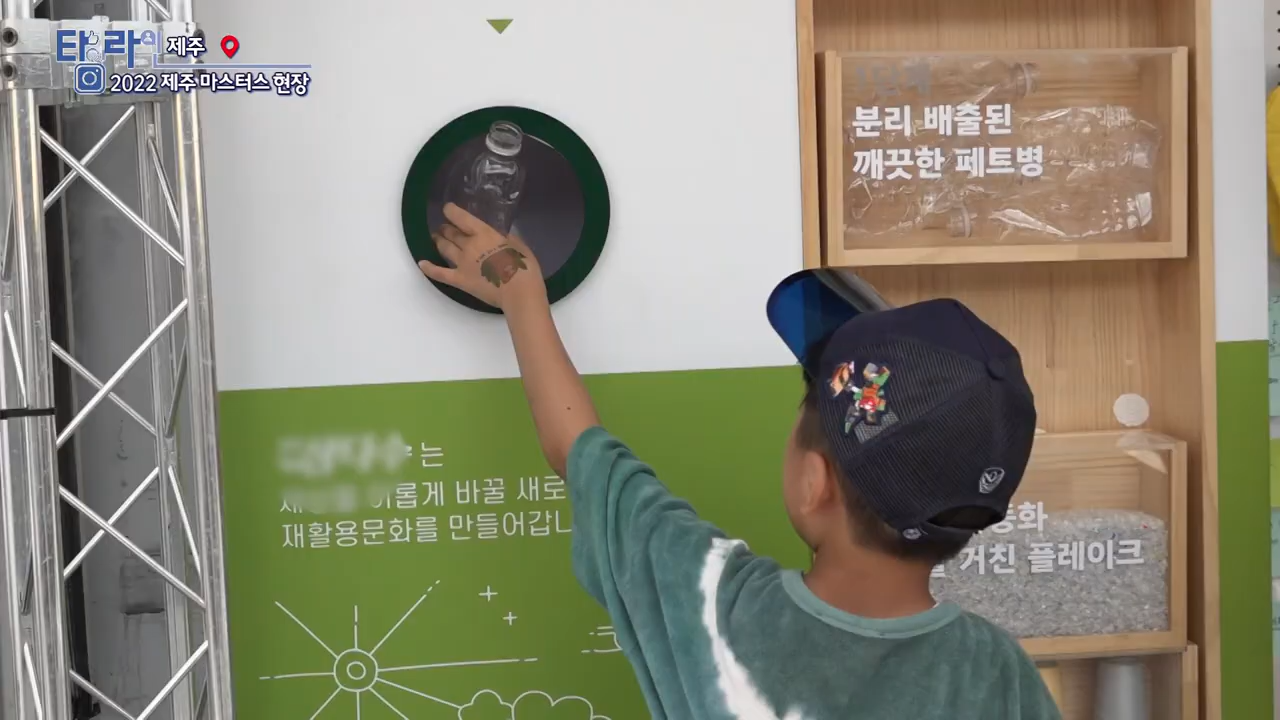 타라인 제주
2022 제주 마스터스 현장
분리 배출된
깨끗한 페트병
는
이롭게 바꿀 새로
재활용문화를 만들어갑니
거친 플레이크